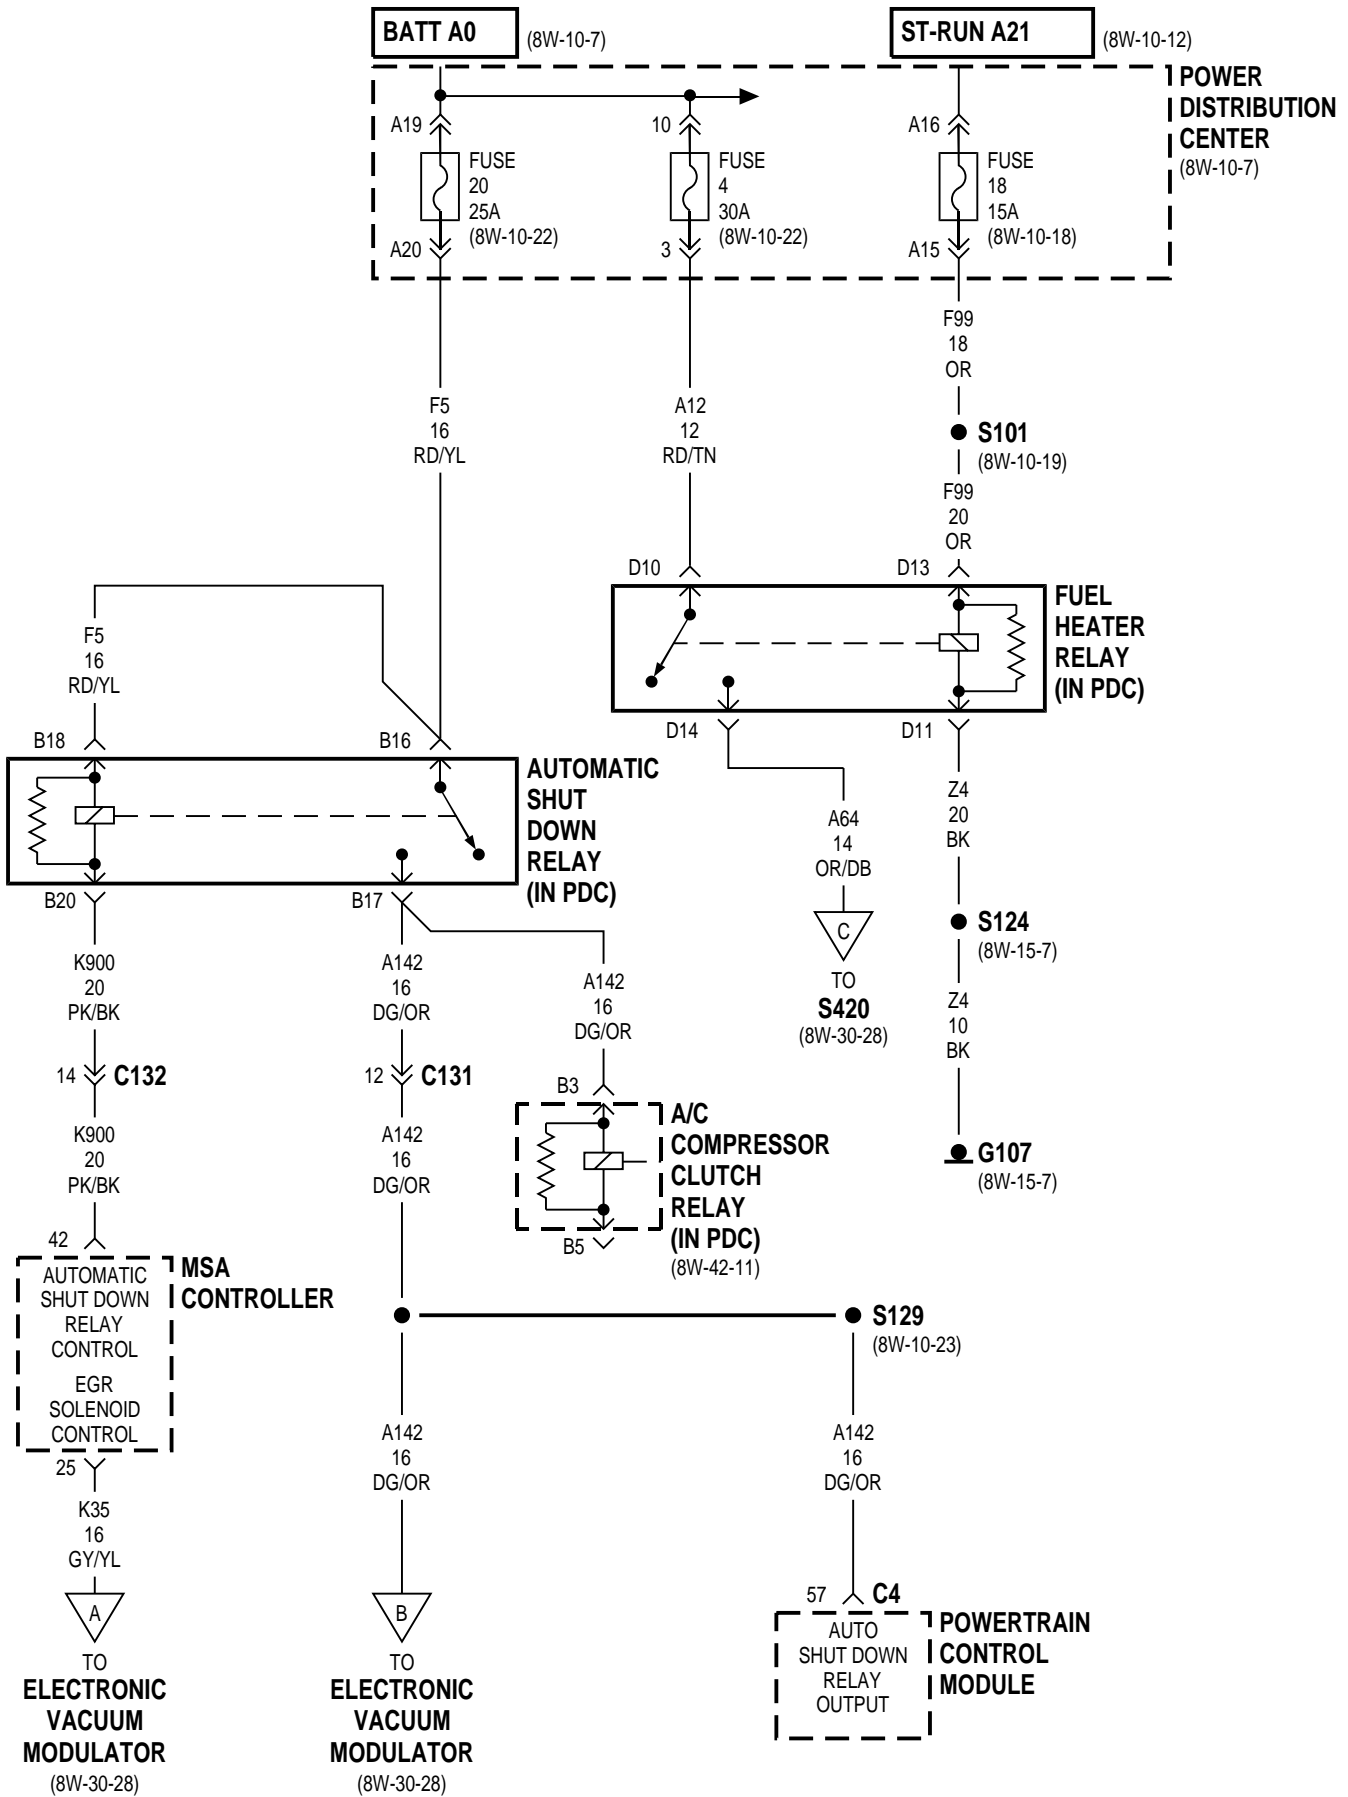 BATT A0
(8W-10-7)
ST-RUN A21
(8W-10-12)
POWER
DISTRIBUTION
CENTER
(8W-10-7)
A19
FUSE
20
25A
(8W-10-22)
A20
10
FUSE
4
30A
(8W-10-22)
3
A16
FUSE
18
15A
(8W-10-18)
A15
F99
18
OR
S101
(8W-10-19)
F99
20
OR
F5
16
RD/YL
A12
12
RD/TN
D10
D13
FUEL
HEATER
RELAY
(IN PDC)
D14
D11
F5
16
RD/YL
B18
B16
AUTOMATIC
SHUT
DOWN
RELAY
(IN PDC)
B20
B17
A64
14
OR/DB
C
TO
S420
(8W-30-28)
Z4
20
BK
S124
(8W-15-7)
Z4
10
BK
G107
(8W-15-7)
K900
20
PK/BK
14
C132
K900
20
PK/BK
42
A142
16
DG/OR
12
C131
A142
16
DG/OR
A142
16
DG/OR
B3
A/C
COMPRESSOR
CLUTCH
RELAY
(IN PDC)
(8W-42-11)
B5
AUTOMATIC
SHUT DOWN
RELAY
CONTROL
EGR
SOLENOID
CONTROL
MSA
CONTROLLER
25
K35
16
GY/YL
A
TO
ELECTRONIC
VACUUM
MODULATOR
(8W-30-28)
S129
(8W-10-23)
A142
16
DG/OR
B
TO
ELECTRONIC
VACUUM
MODULATOR
(8W-30-28)
A142
16
DG/OR
57
C4
AUTO
SHUT DOWN
RELAY
OUTPUT
POWERTRAIN
CONTROL
MODULE